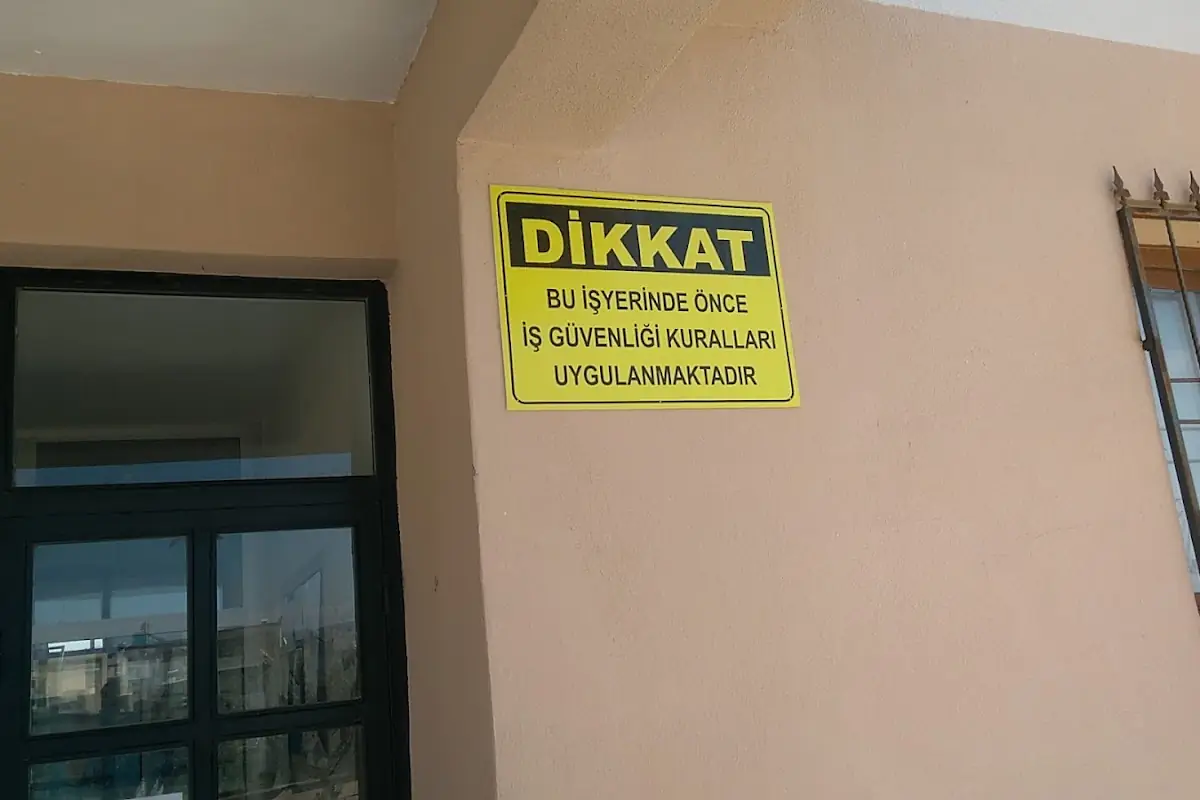 DİKKAT
BU İŞYERİNDE ÖNCE
İŞ GÜVENLİĞİ KURALLARI
UYGULANMAKTADIR